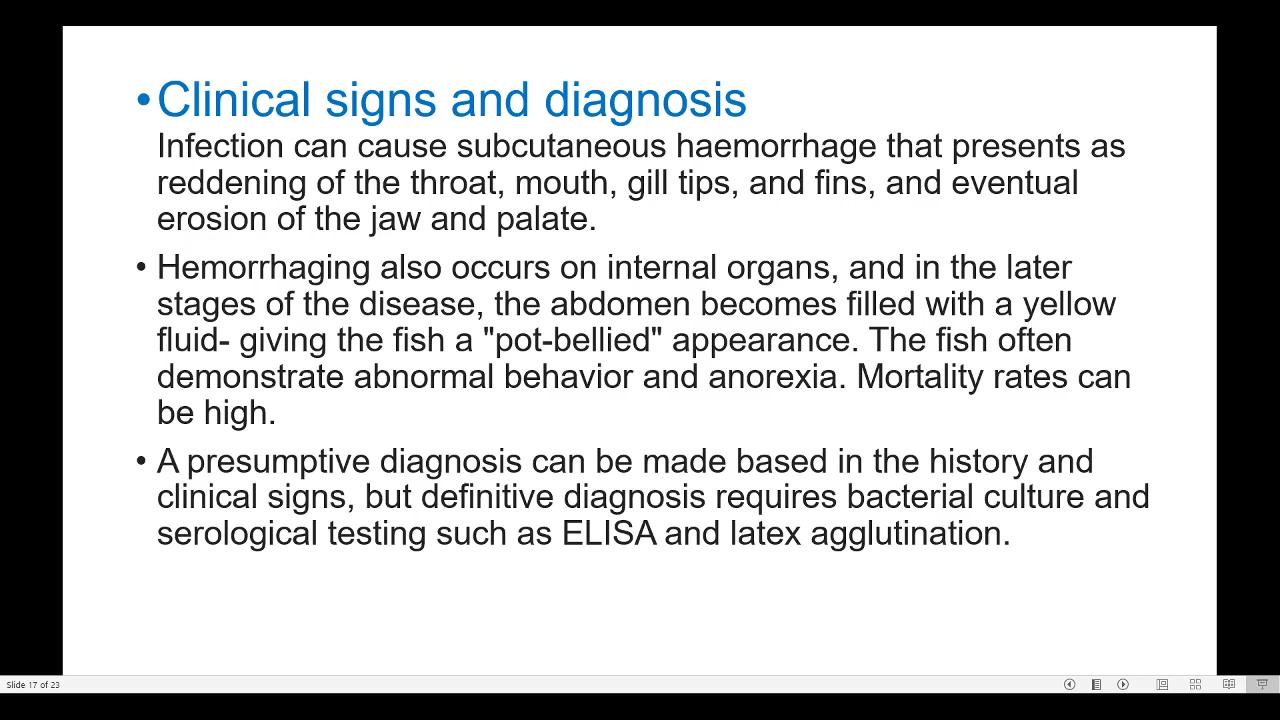 •Clinical signs and diagnosis
Infection can cause subcutaneous haemorrhage that presents as
reddening of the throat, mouth, gill tips, and fins, and eventual
erosion of the jaw and palate.
• Hemorrhaging also occurs on internal organs, and in the later
stages of the disease, the abdomen becomes filled with a yellow
fluid- giving the fish a "pot-bellied" appearance. The fish often
demonstrate abnormal behavior and anorexia. Mortality rates can
be high.
• A presumptive diagnosis can be made based in the history and
clinical signs, but definitive diagnosis requires bacterial culture and
serological testing such as ELISA and latex agglutination.
Slide 17 of 23